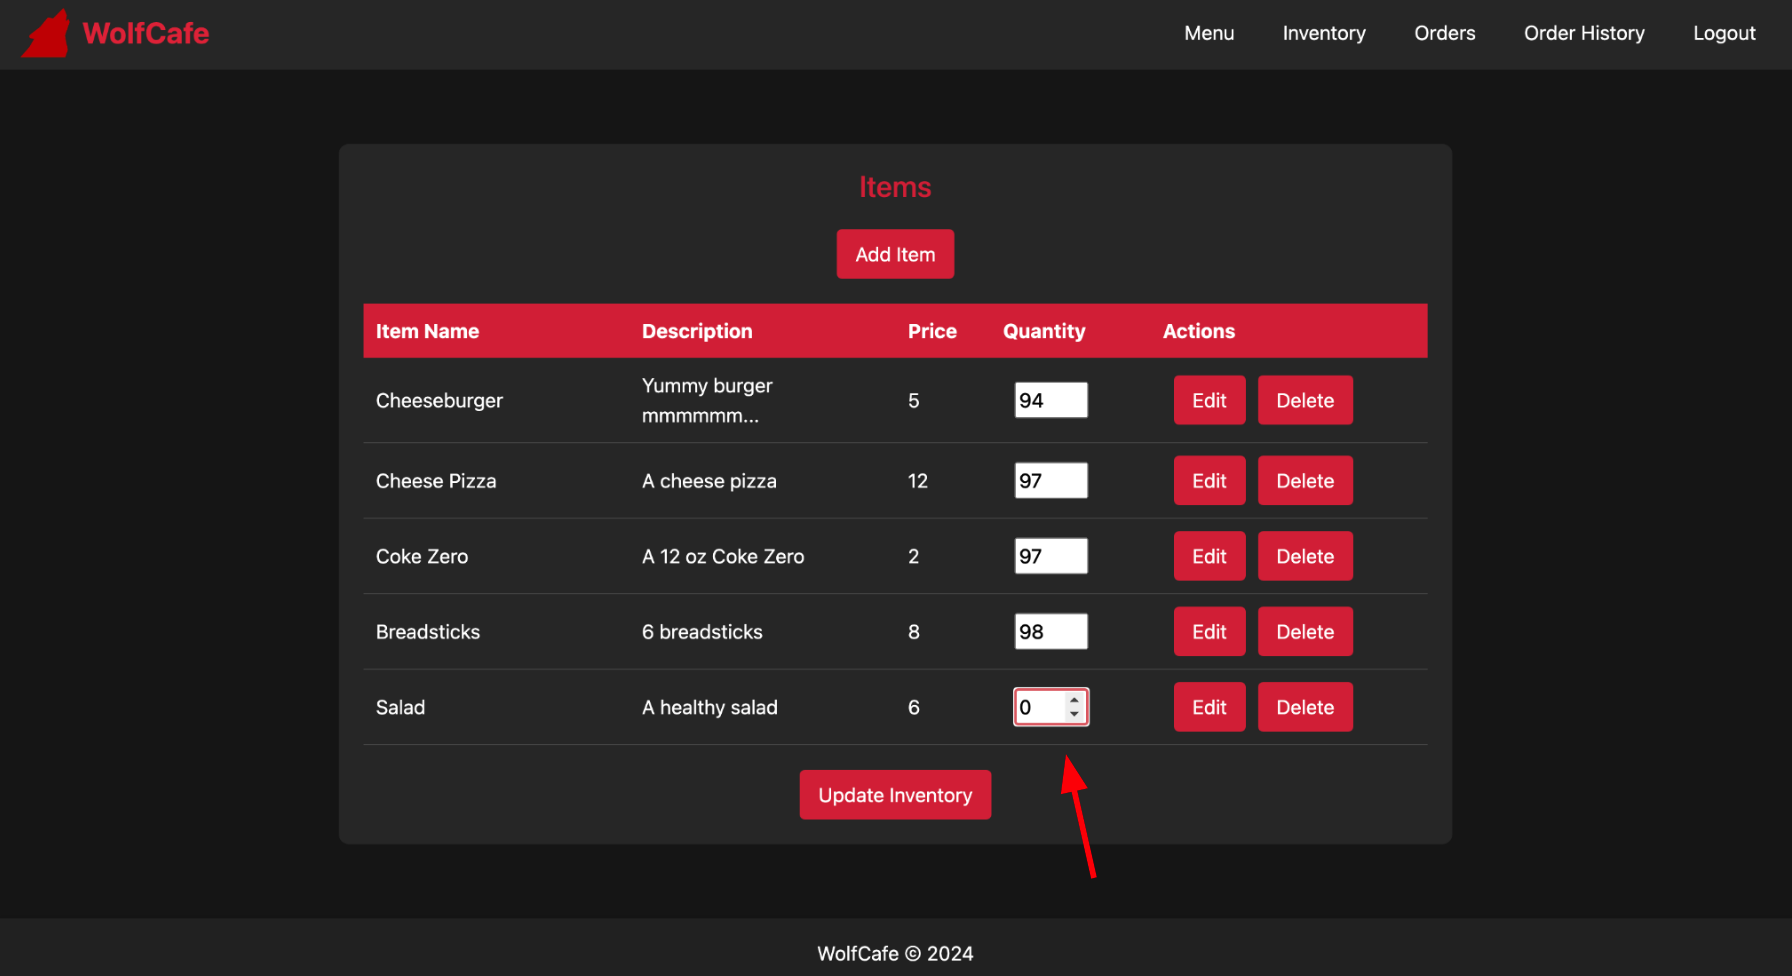 WolfCafe
Menu Inventory Orders Order History Logout
Items
Add Item
Item Name Description Price Quantity Actions
Cheeseburger Yummy burger mmmmmm... 5 94 Edit Delete
Cheese Pizza A cheese pizza 12 97 Edit Delete
Coke Zero A 12 oz Coke Zero 2 97 Edit Delete
Breadsticks 6 breadsticks 8 98 Edit Delete
Salad A healthy salad 6 0 Edit Delete
Update Inventory
WolfCafe © 2024